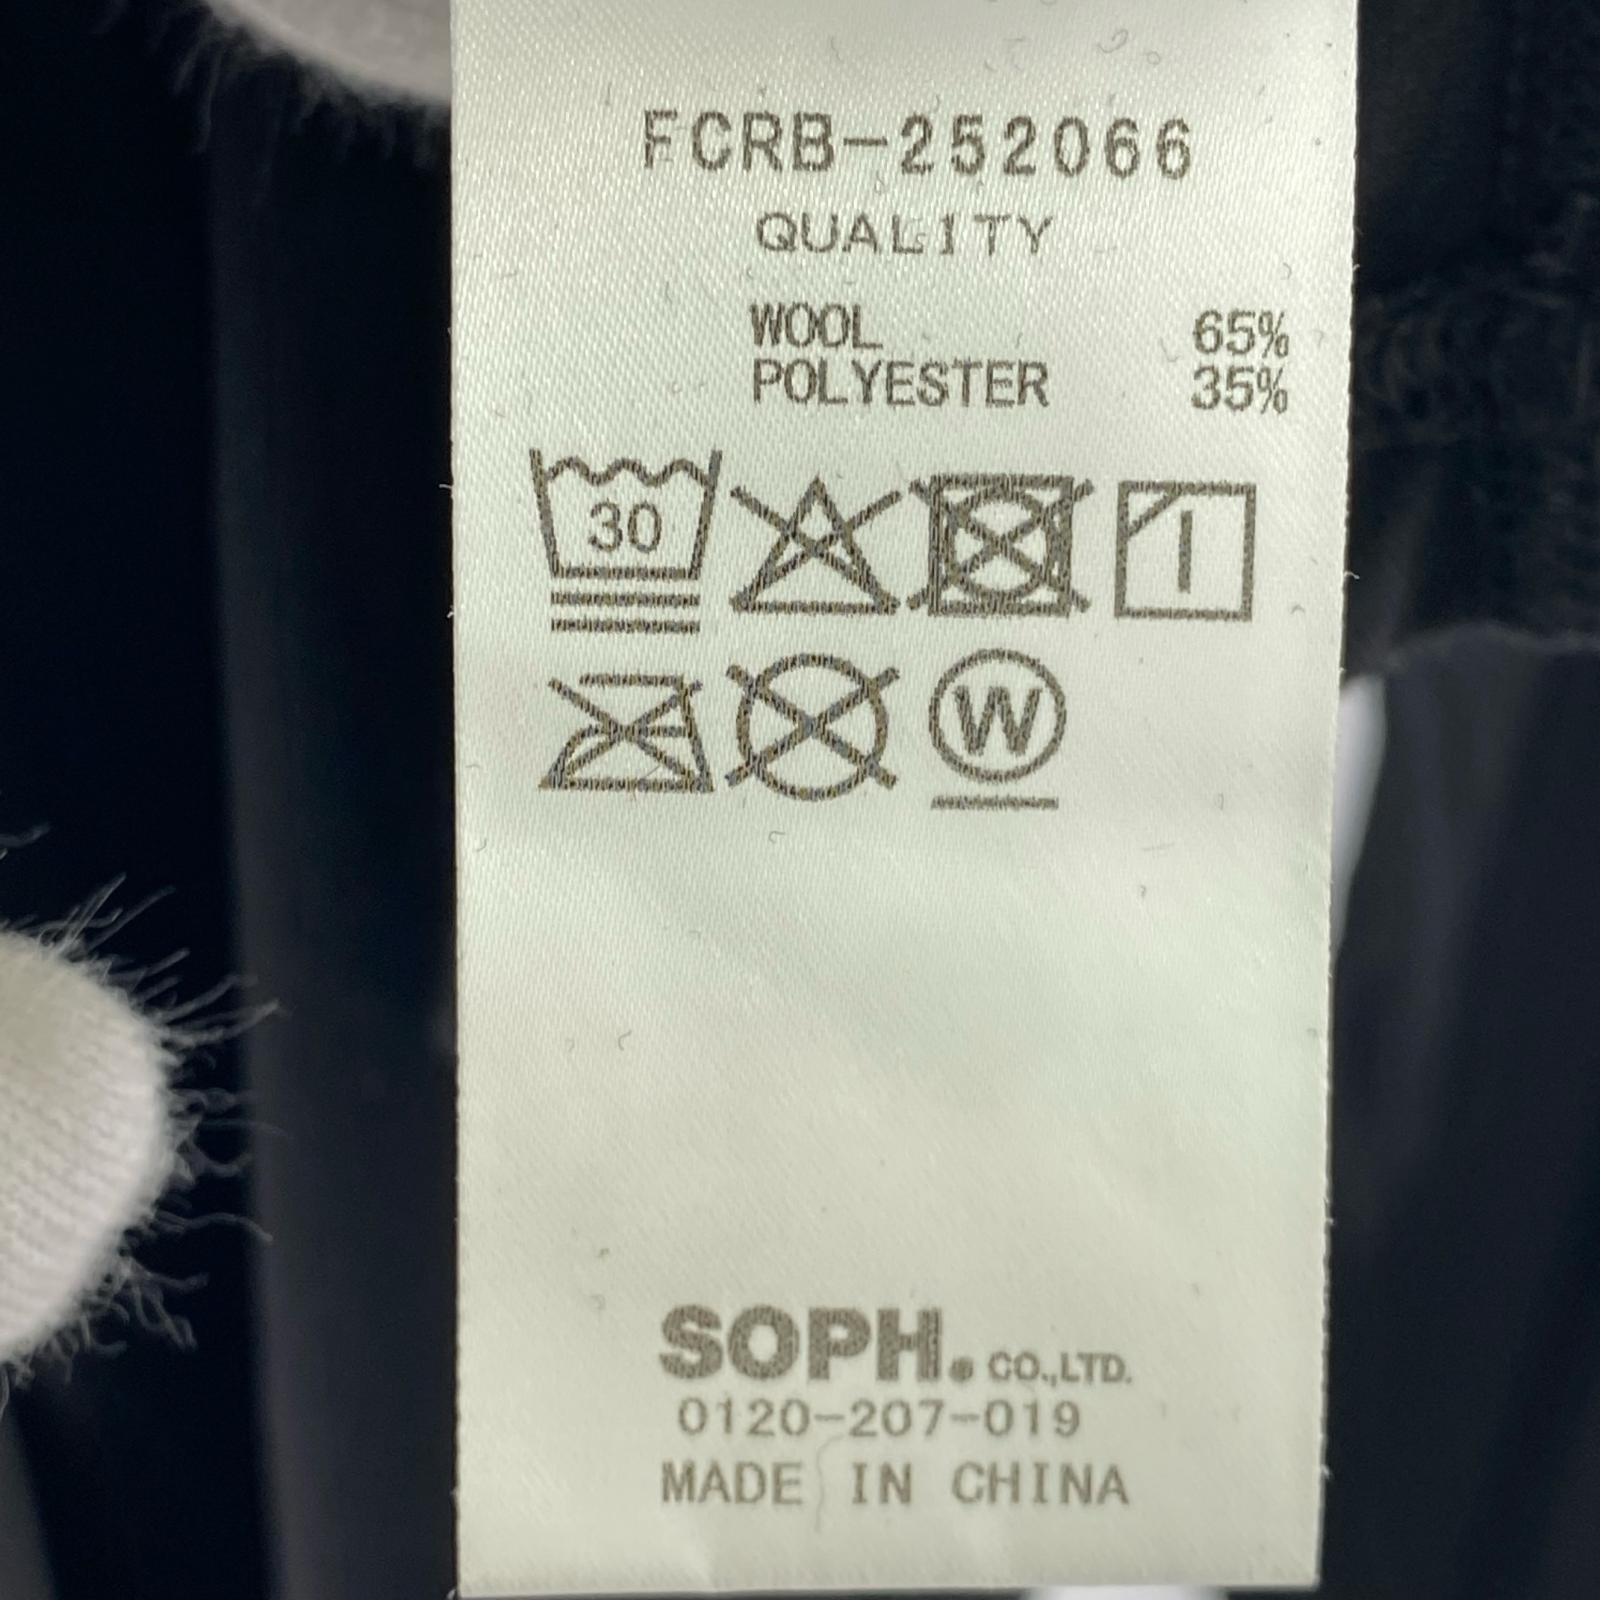 FCRB-252066
QUALITY
WOOL 65%
POLYESTER 35%
30
W
SOPH. CO.,LTD.
0120-207-019
MADE IN CHINA